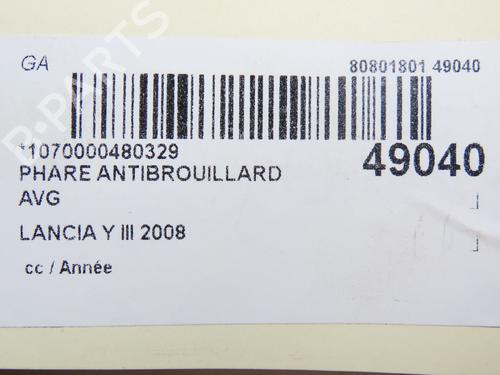 GA
80801801 49040
*1070000480329
49040
PHARE ANTIBROUILLARD
AVG
LANCIA Y III 2008
cc / Année
B-PARTS